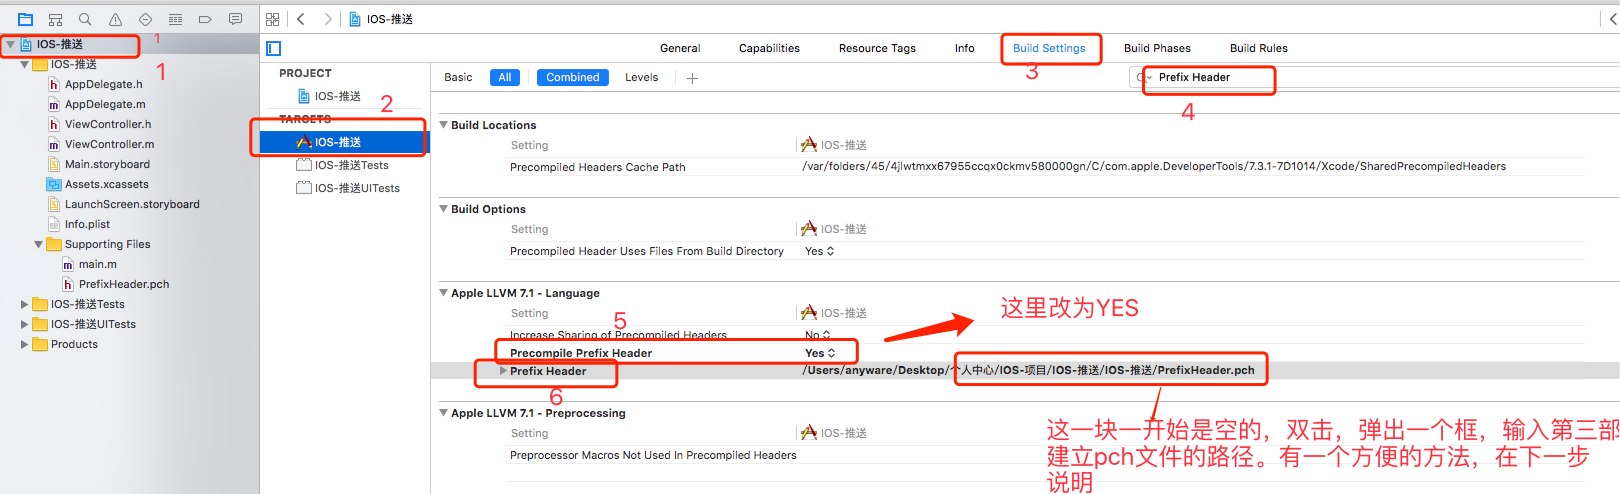 IOS-推送
IOS-推送 1
1
IOS-推送
AppDelegate.h
AppDelegate.m
ViewController.h
ViewController.m
Main.storyboard
Assets.xcassets
LaunchScreen.storyboard
Info.plist
Supporting Files
main.m
PrefixHeader.pch
IOS-推送Tests
IOS-推送UITests
Products
General Capabilities Resource Tags Info Build Settings Build Phases Build Rules
3
PROJECT
IOS-推送
2
TARGETS
IOS-推送
IOS-推送Tests
IOS-推送UITests
Basic All Combined Levels
Prefix Header
4
Build Locations
Setting IOS-推送
Precompiled Headers Cache Path /var/folders/45/4jlwtmxx67955ccqx0ckmv580000gn/C/com.apple.DeveloperTools/7.3.1-7D1014/Xcode/SharedPrecompiledHeaders
Build Options
Setting IOS-推送
Precompiled Header Uses Files From Build Directory Yes
Apple LLVM 7.1 - Language
Setting IOS-推送
5
这里改为YES
Increase Sharing of Precompiled Headers No
Precompile Prefix Header Yes
Prefix Header /Users/anyware/Desktop/个人中心/IOS-项目/IOS-推送/IOS-推送/PrefixHeader.pch
6
Apple LLVM 7.1 - Preprocessing
Setting IOS-推送
Preprocessor Macros Not Used In Precompiled Headers
这一块一开始是空的，双击，弹出一个框，输入第三部
建立pch文件的路径。有一个方便的方法，在下一步
说明